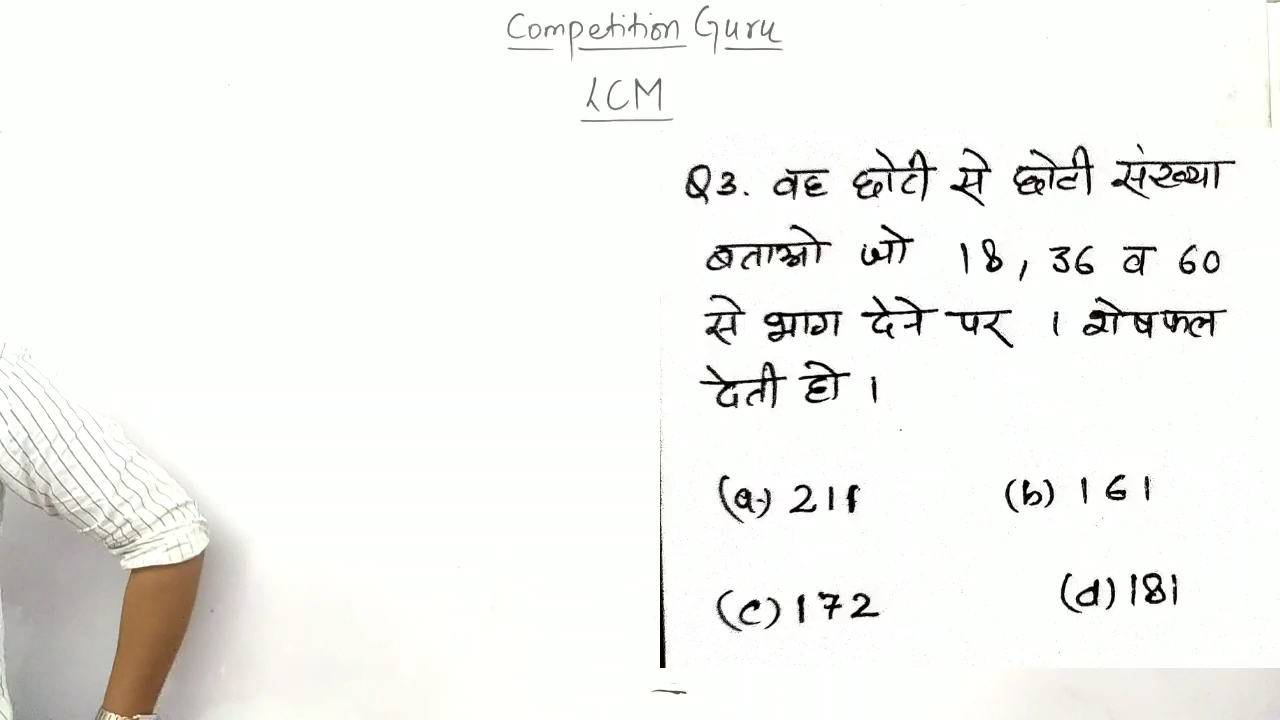 Competition Guru
LCM
Q3. वह छोटी से छोटी संख्या
बताओ जो 18, 36 व 60
से भाग देने पर 1 शेषफल
देती हो ।
(a) 211 (b) 161
(c) 172 (d) 181